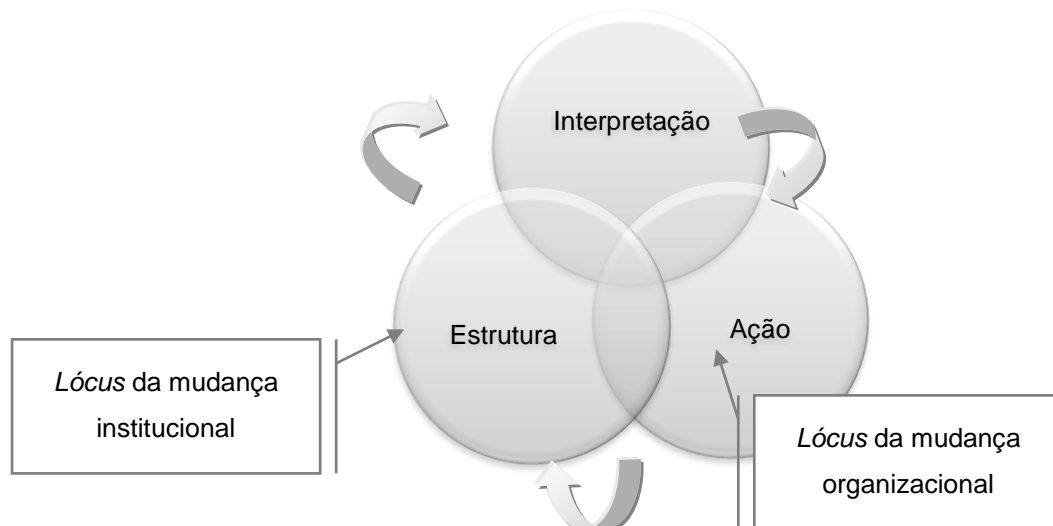 Interpretação
Estrutura
Ação
Lócus da mudança
institucional
Lócus da mudança
organizacional